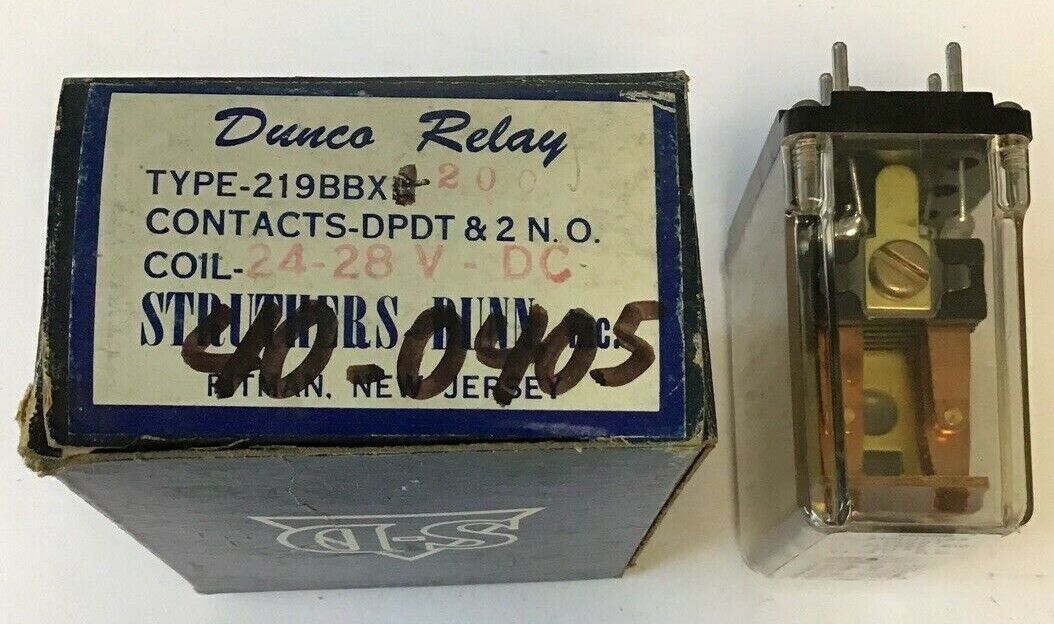 Dunco Relay
TYPE-219BBX 200
CONTACTS-DPDT & 2 N.O.
COIL-24-28 V - DC
STRUTHERS DUNN Inc.
PITMAN, NEW JERSEY
40-0405